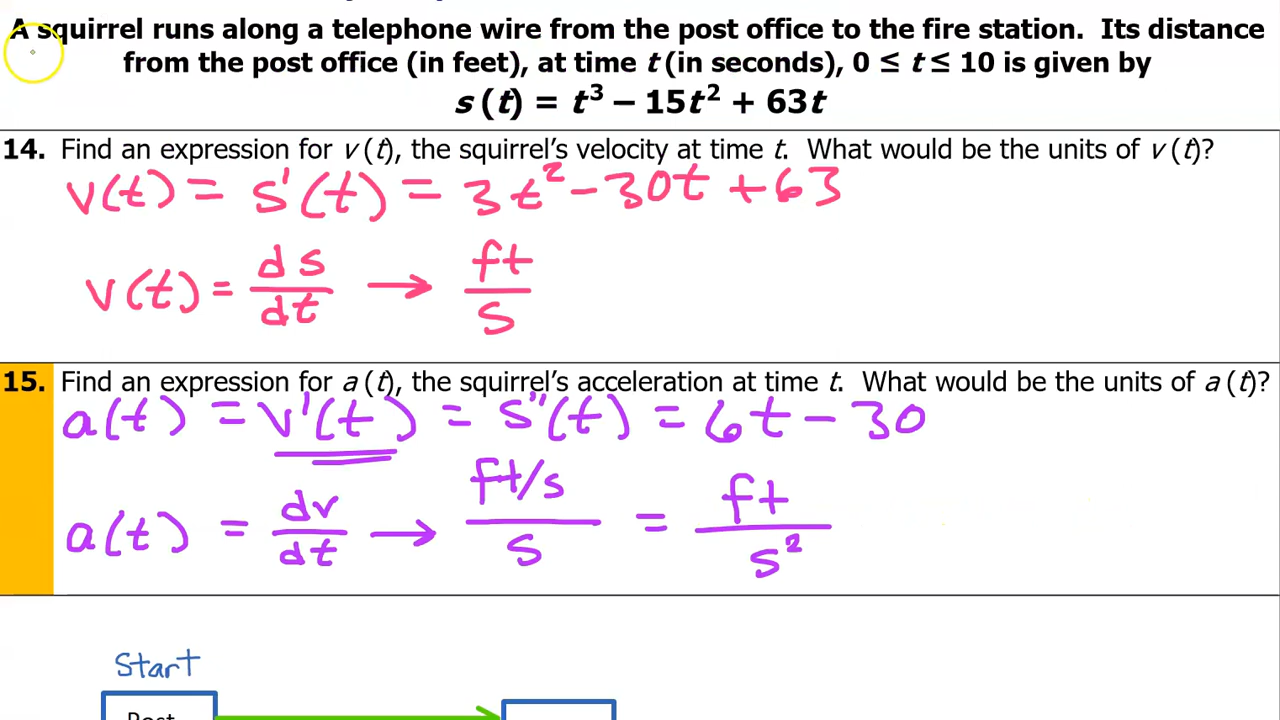 A squirrel runs along a telephone wire from the post office to the fire station. Its distance
from the post office (in feet), at time t (in seconds), 0 ≤ t ≤ 10 is given by
s (t) = t³ – 15t² + 63t
14. Find an expression for v (t), the squirrel's velocity at time t. What would be the units of v (t)?
v(t) = s'(t) = 3t² - 30t + 63
v(t) = ds/dt → ft/s
15. Find an expression for a (t), the squirrel's acceleration at time t. What would be the units of a (t)?
a(t) = v'(t) = s''(t) = 6t - 30
a(t) = dv/dt → ft/s/s = ft/s²
Start
Post